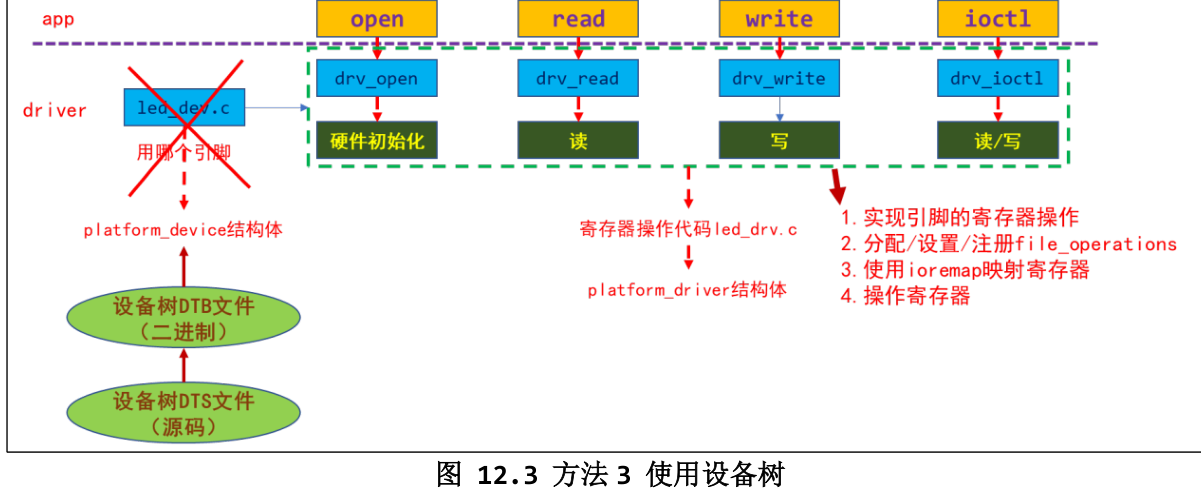 app
open
read
write
ioctl
driver
led_dev.c
drv_open
drv_read
drv_write
drv_ioctl
用哪个引脚
硬件初始化
读
写
读/写
platform_device结构体
寄存器操作代码led_drv.c
platform_driver结构体
1. 实现引脚的寄存器操作
2. 分配/设置/注册file_operations
3. 使用ioremap映射寄存器
4. 操作寄存器
设备树DTB文件
（二进制）
设备树DTS文件
（源码）
图 12.3 方法3 使用设备树